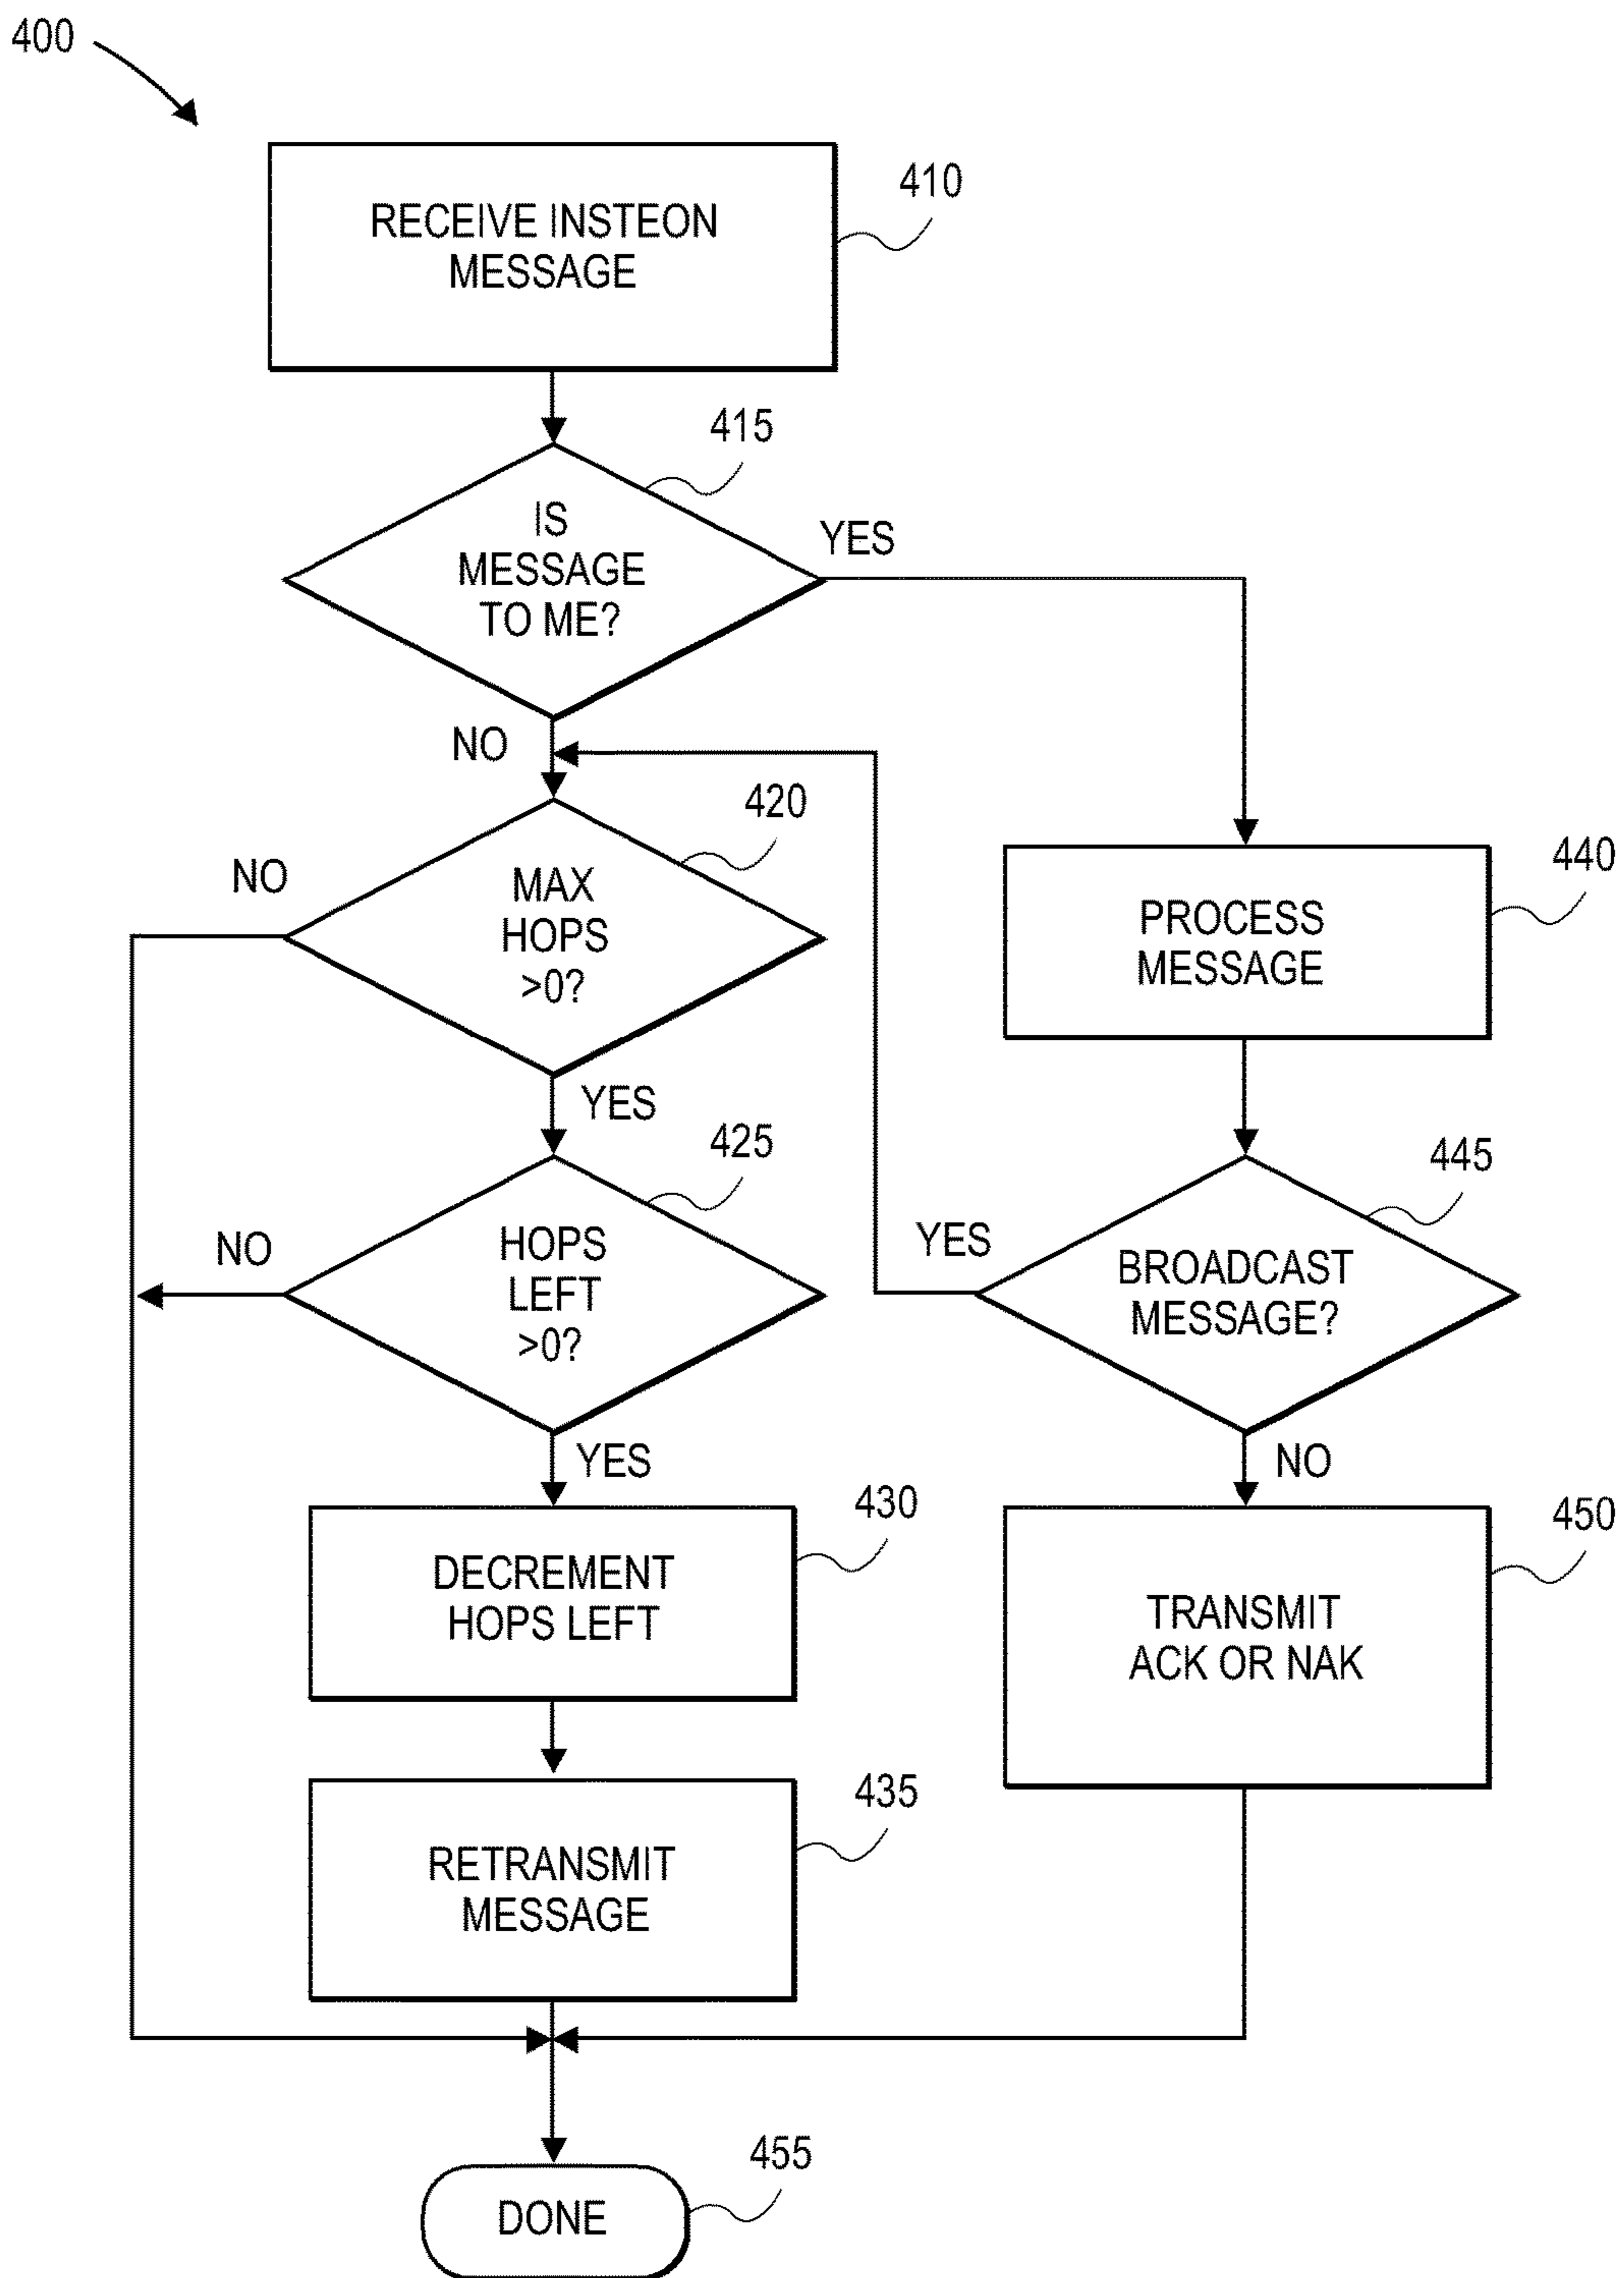 400
RECEIVE INSTEON
MESSAGE
410
415
IS
MESSAGE
TO ME?
YES
NO
420
MAX
HOPS
>0?
NO
YES
440
PROCESS
MESSAGE
425
HOPS
LEFT
>0?
NO
YES
445
BROADCAST
MESSAGE?
YES
NO
430
DECREMENT
HOPS LEFT
450
TRANSMIT
ACK OR NAK
435
RETRANSMIT
MESSAGE
455
DONE